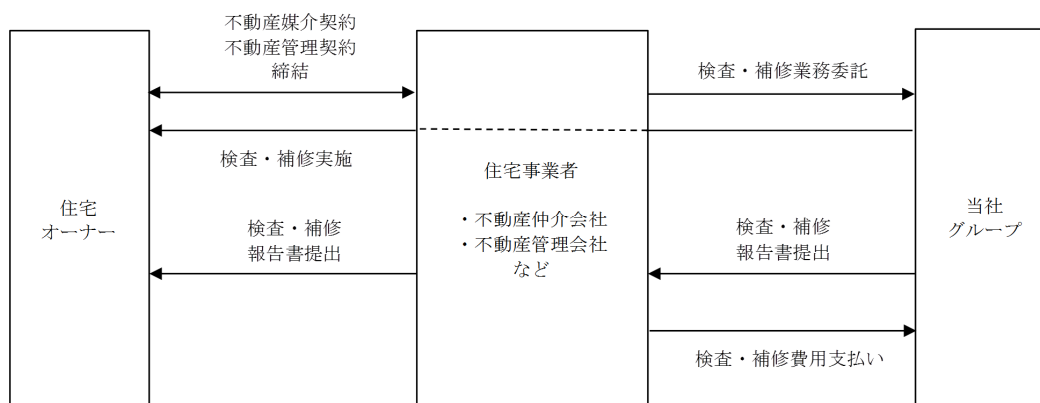 不動産媒介契約
不動産管理契約
締結
検査・補修業務委託
検査・補修実施
住宅事業者
・不動産仲介会社
・不動産管理会社
など
住宅
オーナー
検査・補修
報告書提出
検査・補修
報告書提出
当社
グループ
検査・補修費用支払い